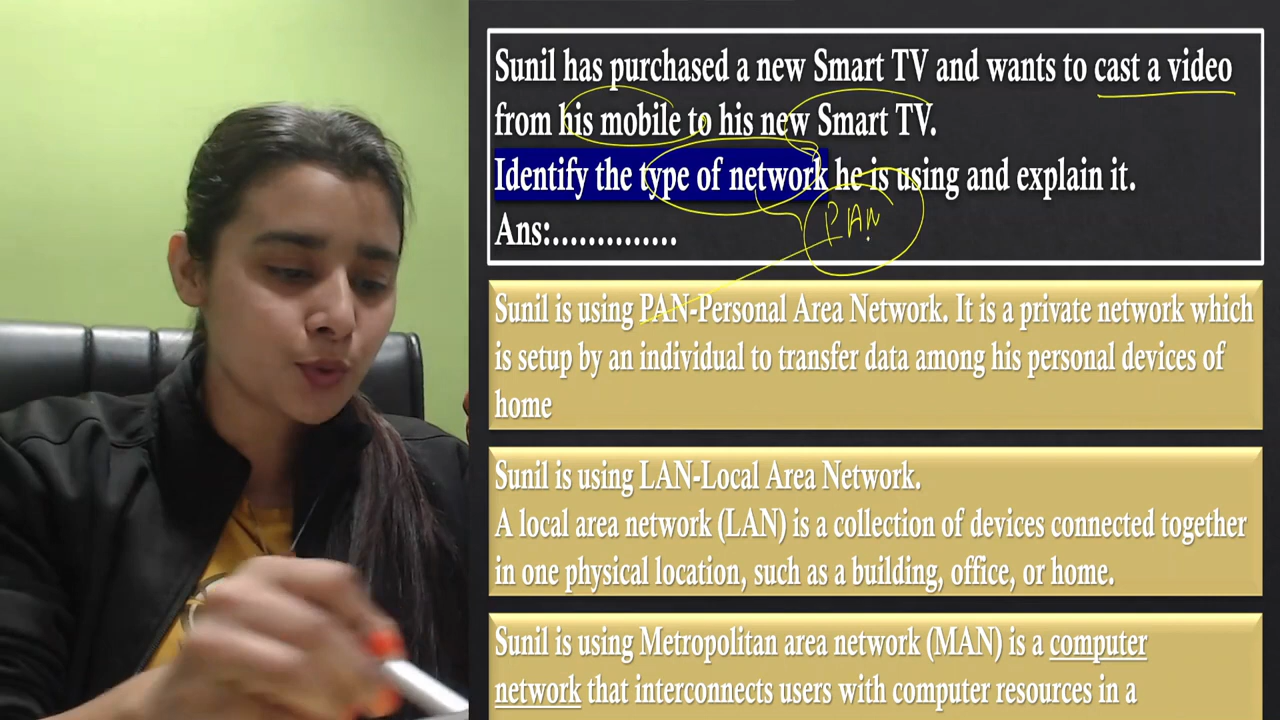 Sunil has purchased a new Smart TV and wants to cast a video
from his mobile to his new Smart TV.
Identify the type of network he is using and explain it.
Ans:...............
PAN
Sunil is using PAN-Personal Area Network. It is a private network which
is setup by an individual to transfer data among his personal devices of
home
Sunil is using LAN-Local Area Network.
A local area network (LAN) is a collection of devices connected together
in one physical location, such as a building, office, or home.
Sunil is using Metropolitan area network (MAN) is a computer
network that interconnects users with computer resources in a